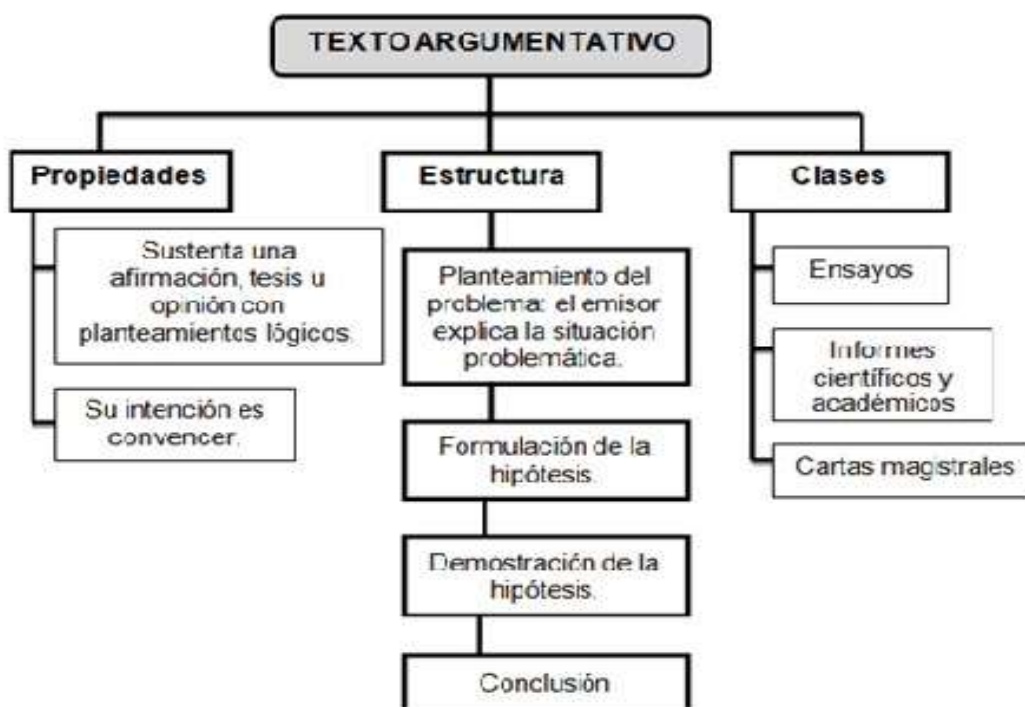 TEXTO ARGUMENTATIVO
Propiedades
Sustenta una
afirmación, tesis u
opinión con
planteamientos lógicos.
Su intención es
convencer.
Estructura
Planteamiento del
problema: el emisor
explica la situación
problemática.
Formulación de la
hipótesis.
Demostración de la
hipótesis.
Conclusión
Clases
Ensayos
Informes
científicos y
académicos
Cartas magistrales